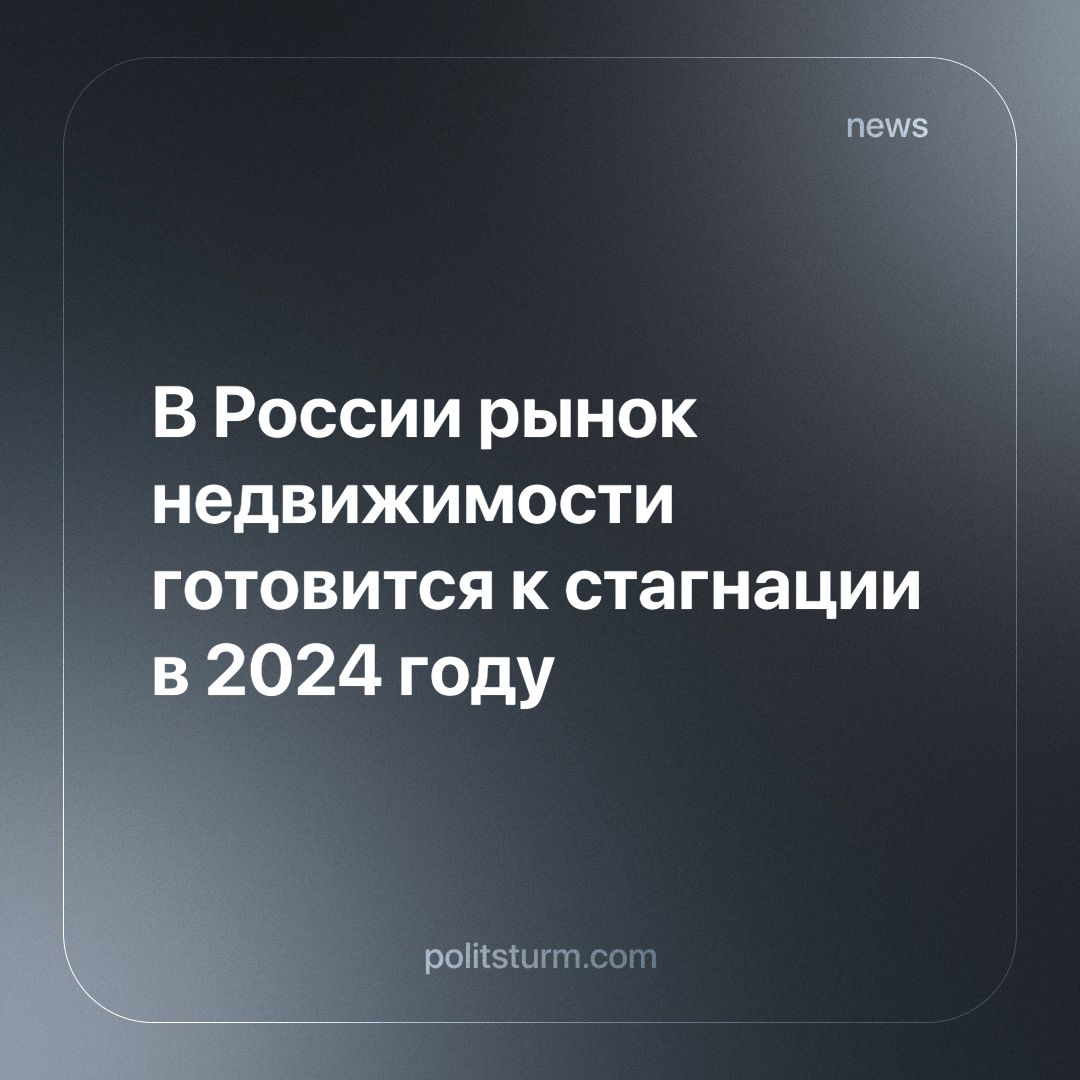 news
В России рынок
недвижимости
готовится к стагнации
в 2024 году
politsturm.com